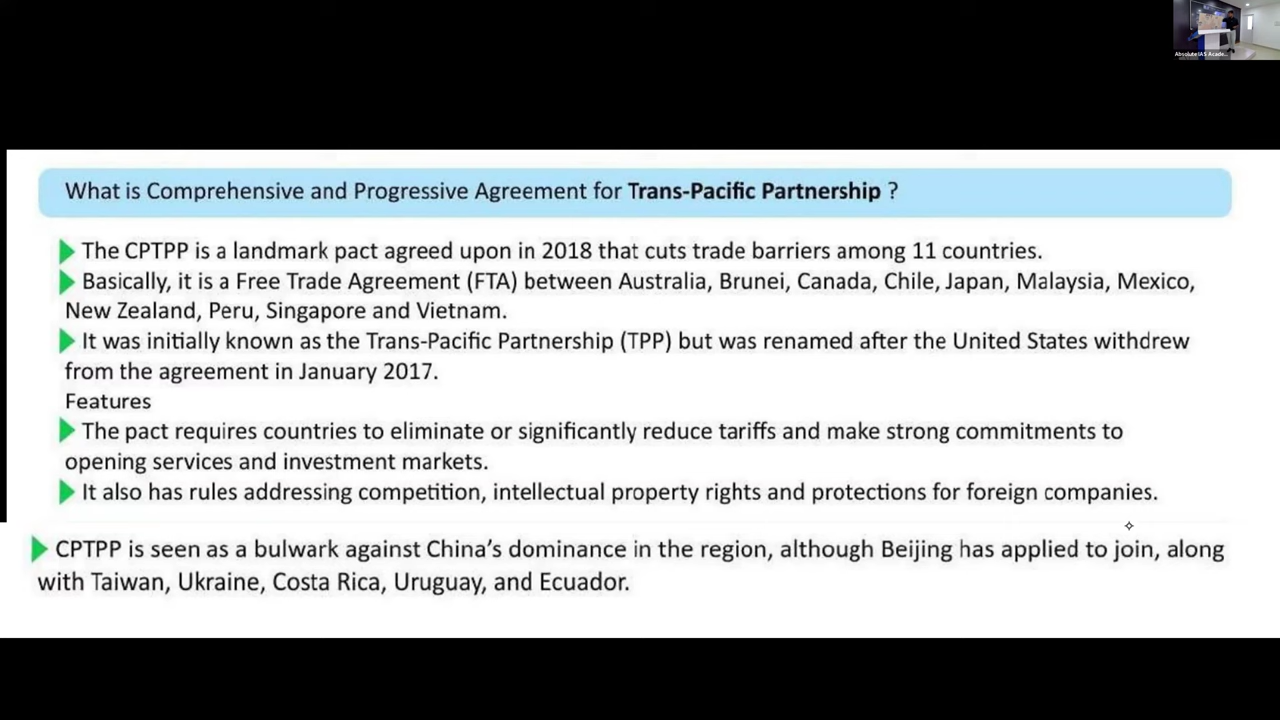 Absolute IAS Acade...
What is Comprehensive and Progressive Agreement for Trans-Pacific Partnership ?
The CPTPP is a landmark pact agreed upon in 2018 that cuts trade barriers among 11 countries.
Basically, it is a Free Trade Agreement (FTA) between Australia, Brunei, Canada, Chile, Japan, Malaysia, Mexico,
New Zealand, Peru, Singapore and Vietnam.
It was initially known as the Trans-Pacific Partnership (TPP) but was renamed after the United States withdrew
from the agreement in January 2017.
Features
The pact requires countries to eliminate or significantly reduce tariffs and make strong commitments to
opening services and investment markets.
It also has rules addressing competition, intellectual property rights and protections for foreign companies.
CPTPP is seen as a bulwark against China's dominance in the region, although Beijing has applied to join, along
with Taiwan, Ukraine, Costa Rica, Uruguay, and Ecuador.